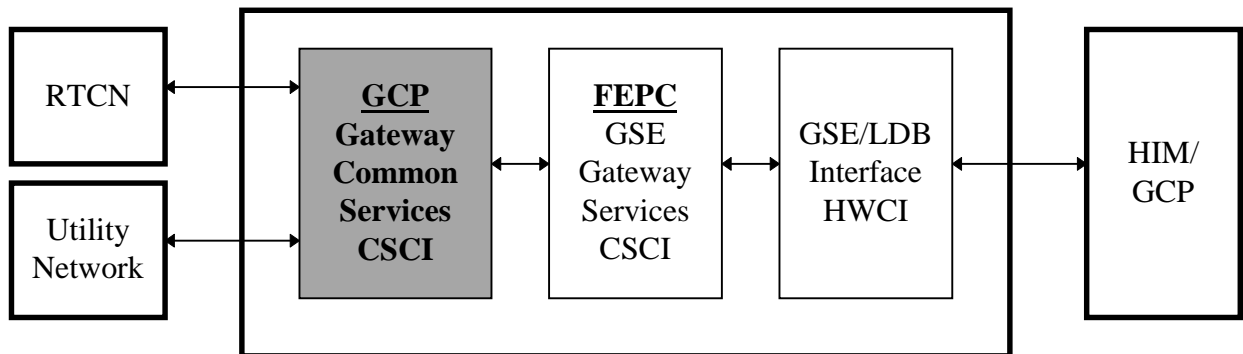 RTCN
Utility
Network
GCP
Gateway
Common
Services
CSCI
FEPC
GSE
Gateway
Services
CSCI
GSE/LDB
Interface
HWCI
HIM/
GCP